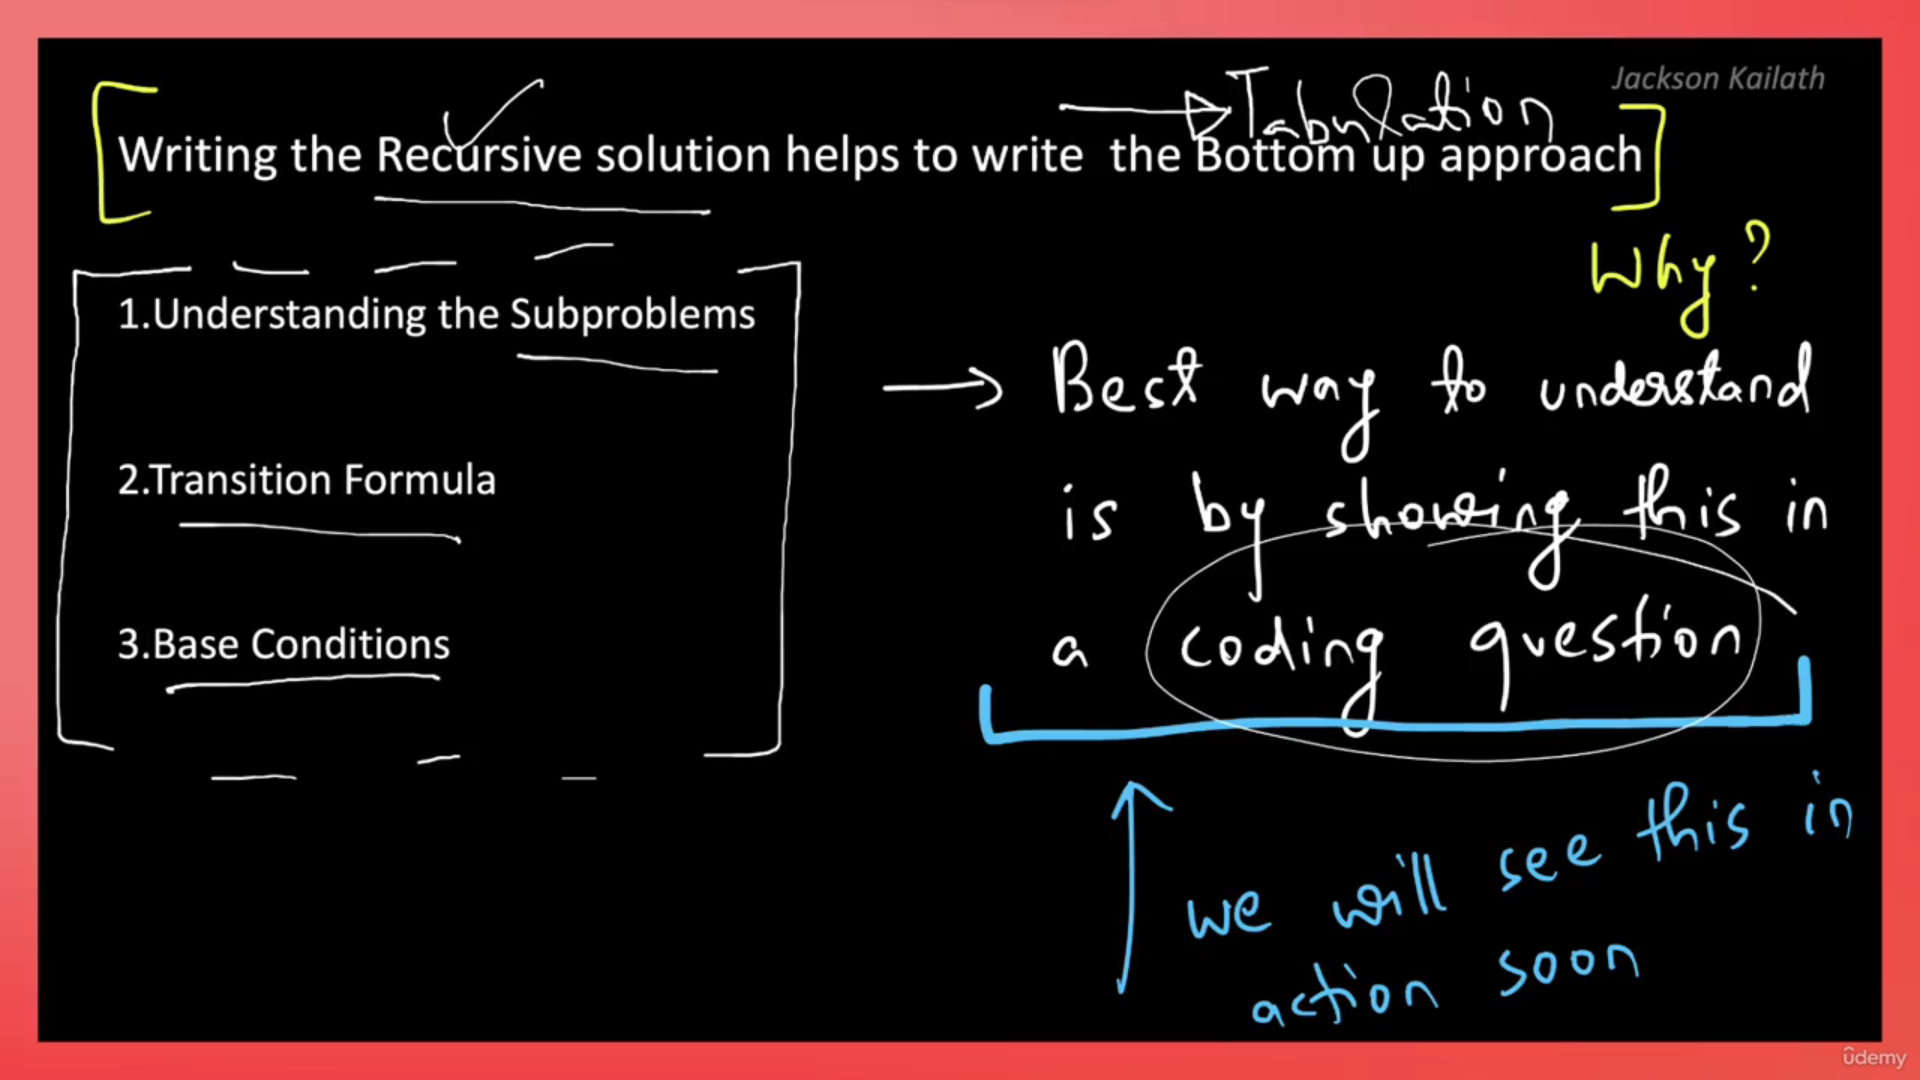 Jackson Kailath
Tabulation
Writing the Recursive solution helps to write the Bottom up approach
Why?
1.Understanding the Subproblems
Best way to understand
2.Transition Formula
is by showing this in
3.Base Conditions
a coding question
we will see this in
action soon
ûdemy